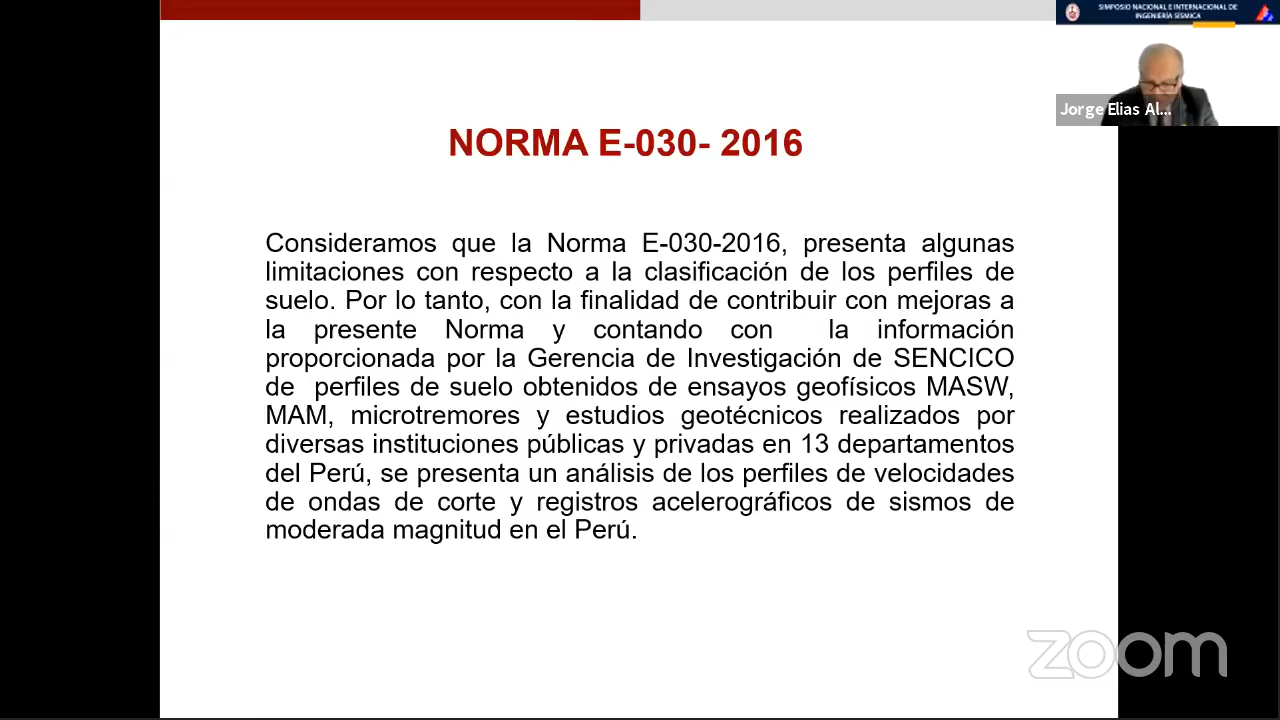 SIMPOSIO NACIONAL E INTERNACIONAL DE
INGENIERÍA SÍSMICA
Jorge Elias Al...
NORMA E-030- 2016
Consideramos que la Norma E-030-2016, presenta algunas
limitaciones con respecto a la clasificación de los perfiles de
suelo. Por lo tanto, con la finalidad de contribuir con mejoras a
la presente Norma y contando con la información
proporcionada por la Gerencia de Investigación de SENCICO
de perfiles de suelo obtenidos de ensayos geofísicos MASW,
MAM, microtremores y estudios geotécnicos realizados por
diversas instituciones públicas y privadas en 13 departamentos
del Perú, se presenta un análisis de los perfiles de velocidades
de ondas de corte y registros acelerográficos de sismos de
moderada magnitud en el Perú.
zoom